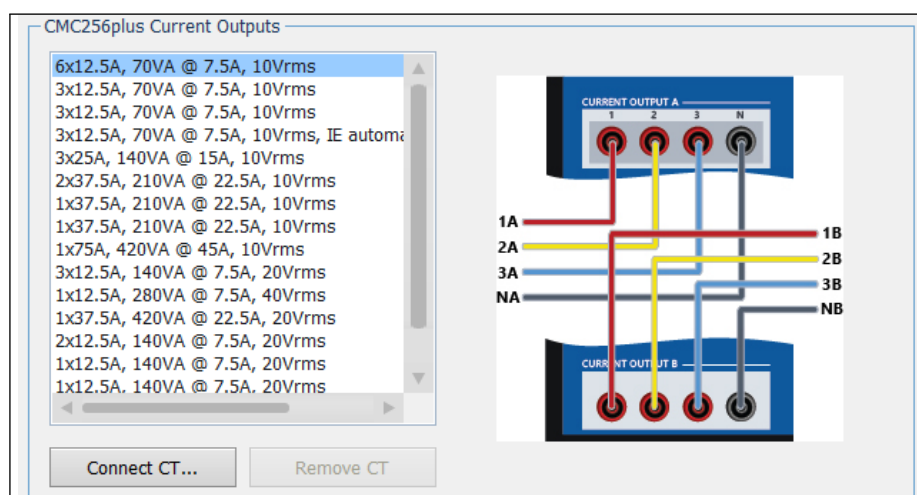 CMC256plus Current Outputs
6x12.5A, 70VA @ 7.5A, 10Vrms
3x12.5A, 70VA @ 7.5A, 10Vrms
3x12.5A, 70VA @ 7.5A, 10Vrms
3x12.5A, 70VA @ 7.5A, 10Vrms, IE automa
3x25A, 140VA @ 15A, 10Vrms
2x37.5A, 210VA @ 22.5A, 10Vrms
1x37.5A, 210VA @ 22.5A, 10Vrms
1x37.5A, 210VA @ 22.5A, 10Vrms
1x75A, 420VA @ 45A, 10Vrms
3x12.5A, 140VA @ 7.5A, 20Vrms
1x12.5A, 280VA @ 7.5A, 40Vrms
1x37.5A, 420VA @ 22.5A, 20Vrms
2x12.5A, 140VA @ 7.5A, 20Vrms
1x12.5A, 140VA @ 7.5A, 20Vrms
1x12.5A, 140VA @ 7.5A, 20Vrms
Connect CT...
Remove CT
CURRENT OUTPUT A
1 2 3 N
1A
2A
3A
NA
1B
2B
3B
NB
CURRENT OUTPUT B